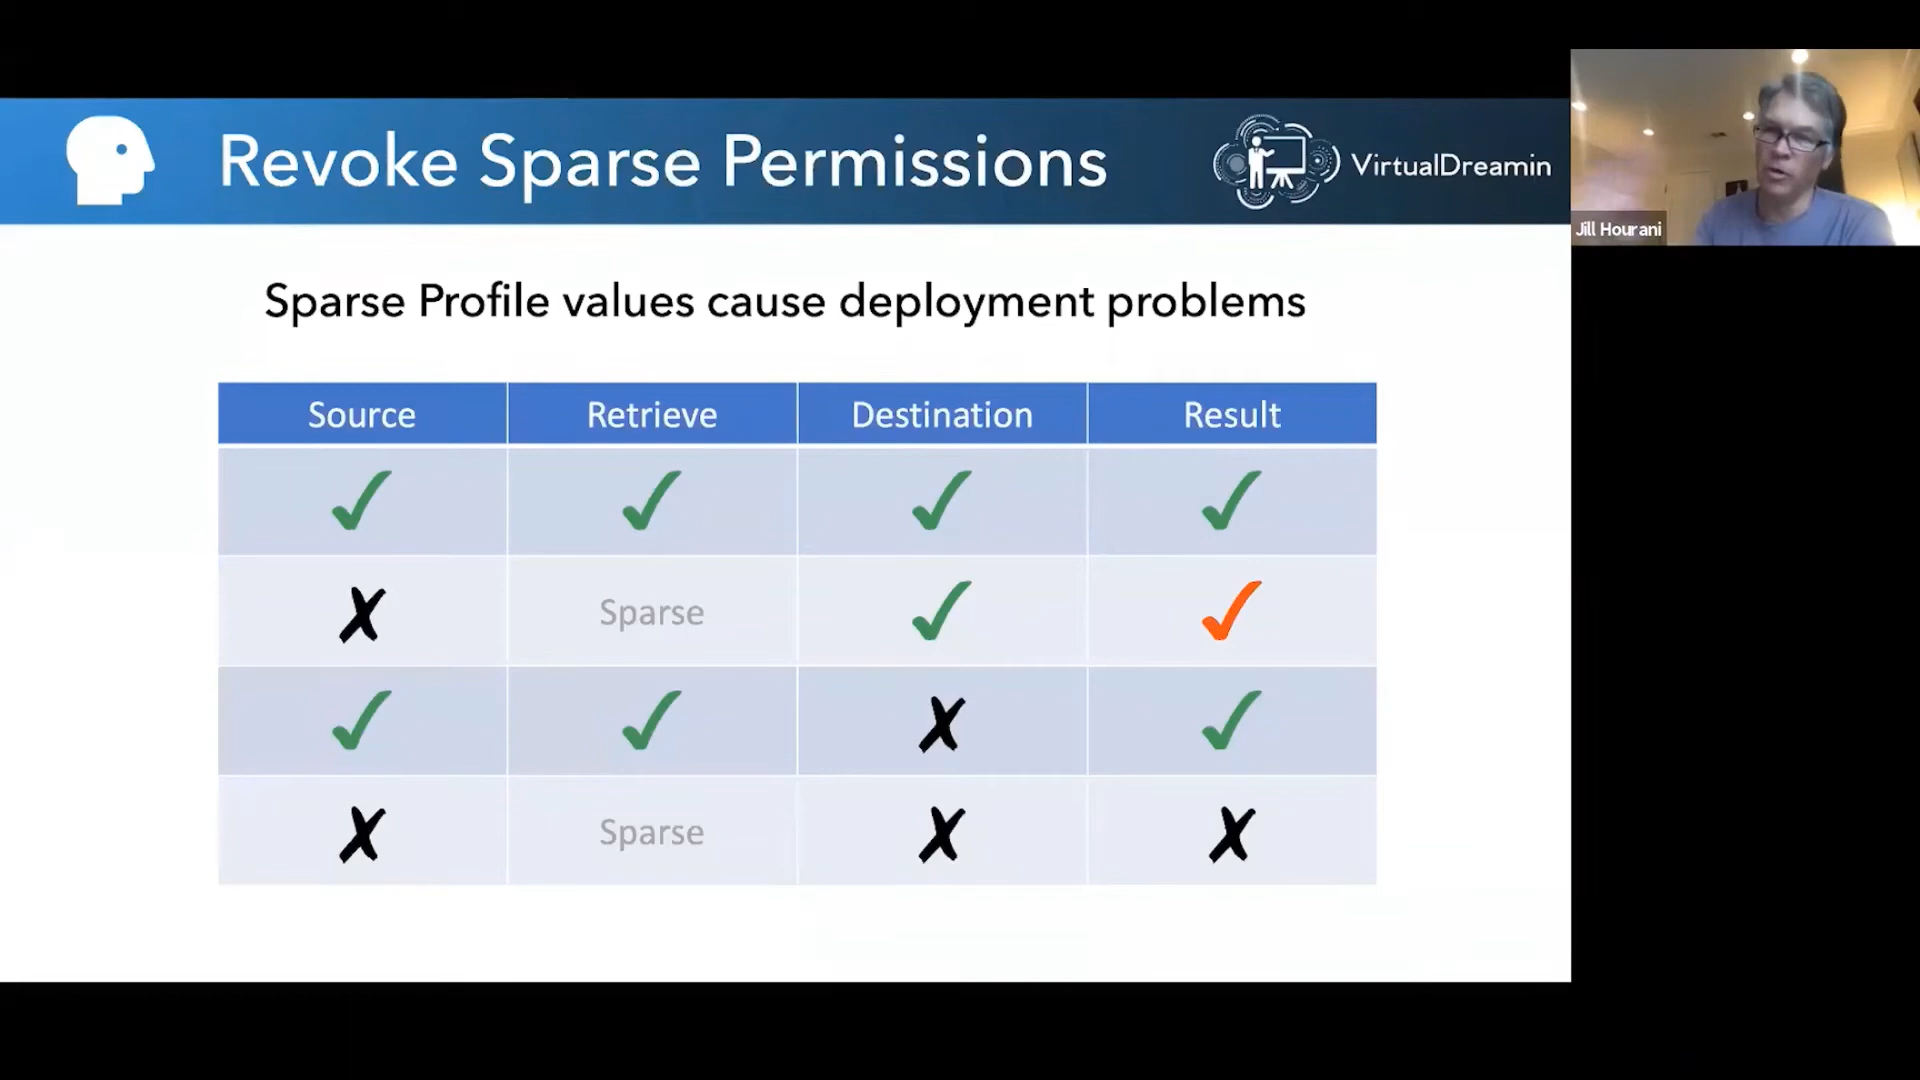 Revoke Sparse Permissions
VirtualDreamin
Jill Hourani
Sparse Profile values cause deployment problems
Source Retrieve Destination Result
✓ ✓ ✓ ✓
✗ Sparse ✓ ✓
✓ ✓ ✗ ✓
✗ Sparse ✗ ✗